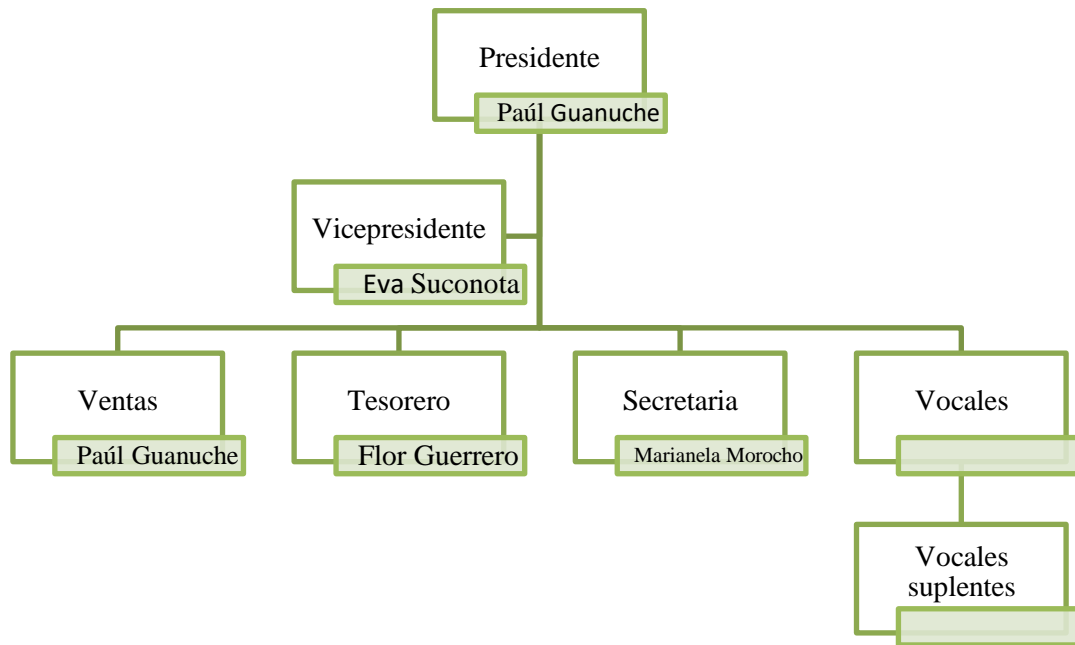 Presidente
Paúl Guanuche
Vicepresidente
Eva Suconota
Ventas
Paúl Guanuche
Tesorero
Flor Guerrero
Secretaria
Marianela Morocho
Vocales
Vocales
suplentes